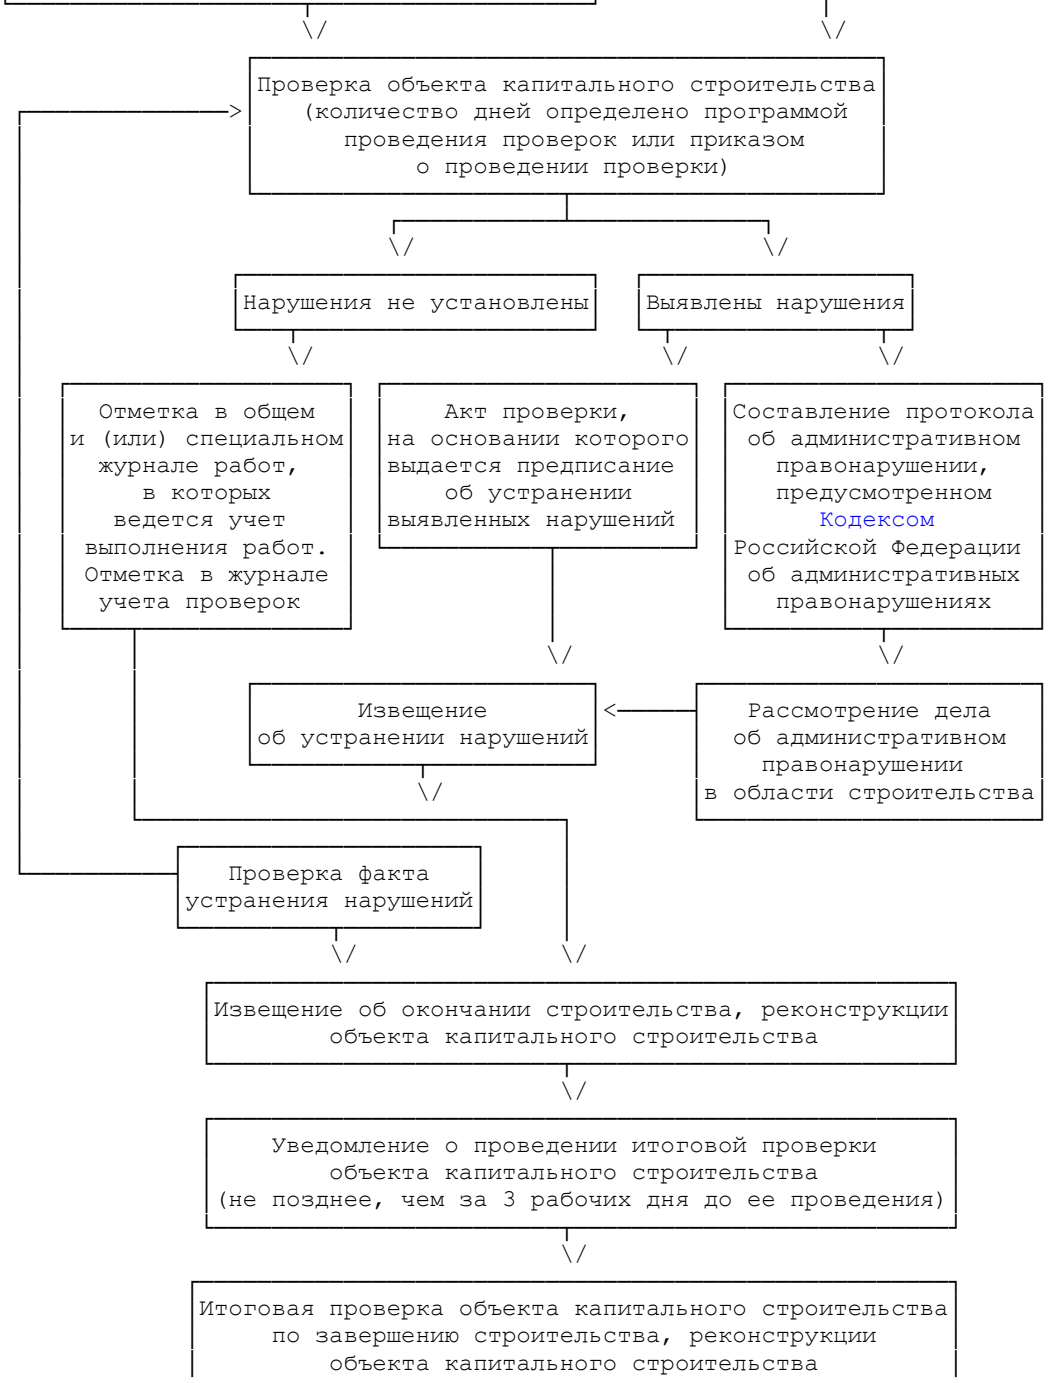 Проверка объекта капитального строительства
(количество дней определено программой
проведения проверок или приказом
о проведении проверки)
Нарушения не установлены
Выявлены нарушения
Отметка в общем
и (или) специальном
журнале работ,
в которых
ведется учет
выполнения работ.
Отметка в журнале
учета проверок
Акт проверки,
на основании которого
выдается предписание
об устранении
выявленных нарушений
Составление протокола
об административном
правонарушении,
предусмотренном
Кодексом
Российской Федерации
об административных
правонарушениях
Извещение
об устранении нарушений
Рассмотрение дела
об административном
правонарушении
в области строительства
Проверка факта
устранения нарушений
Извещение об окончании строительства, реконструкции
объекта капитального строительства
Уведомление о проведении итоговой проверки
объекта капитального строительства
(не позднее, чем за 3 рабочих дня до ее проведения)
Итоговая проверка объекта капитального строительства
по завершению строительства, реконструкции
объекта капитального строительства